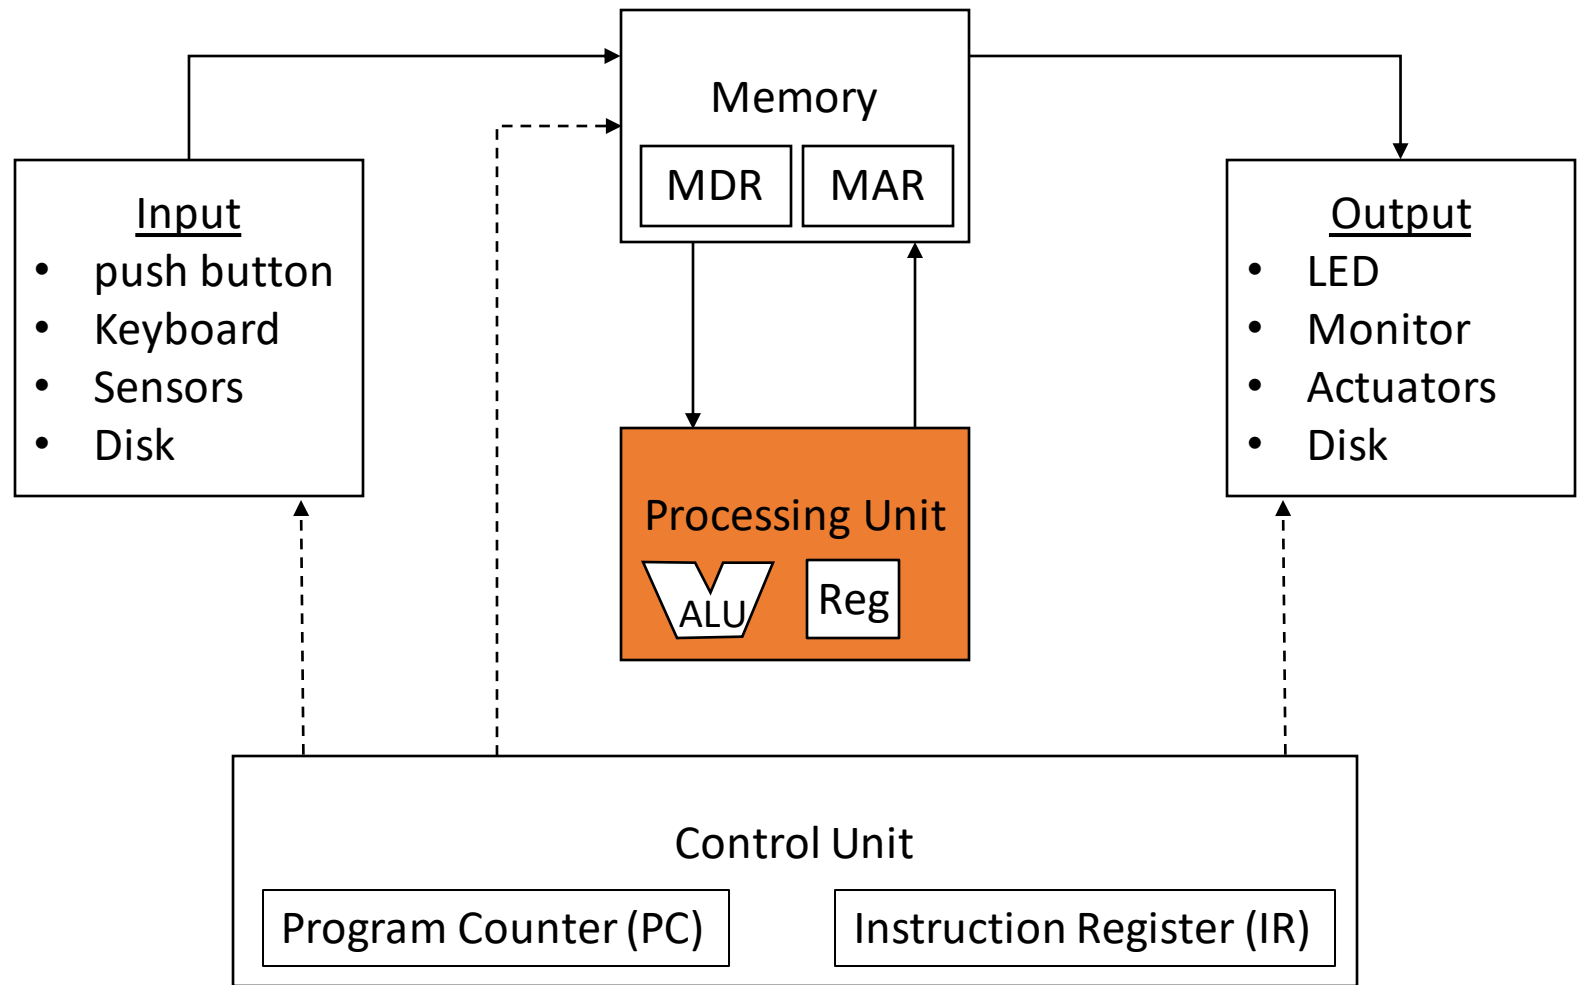 Memory
MDR MAR
Input
• push button
• Keyboard
• Sensors
• Disk
Output
• LED
• Monitor
• Actuators
• Disk
Processing Unit
ALU
Reg
Control Unit
Program Counter (PC)
Instruction Register (IR)